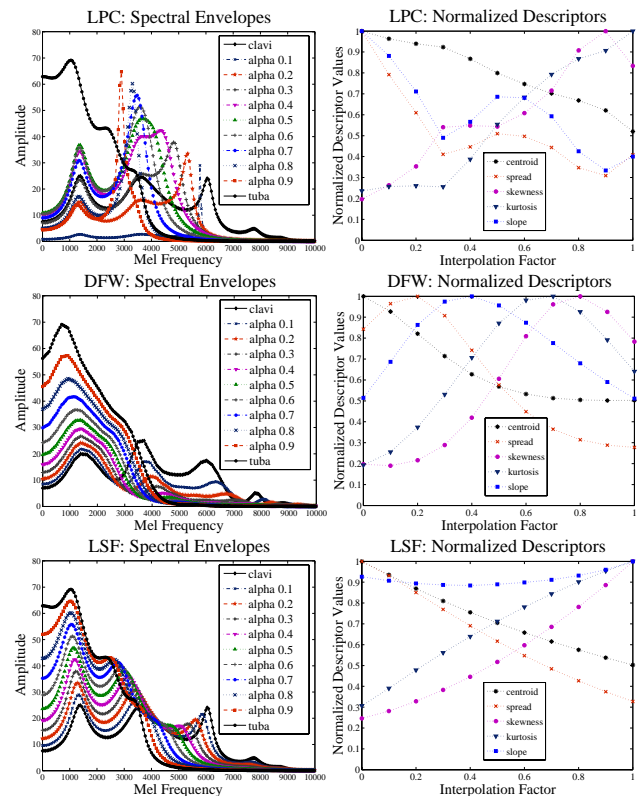 LPC: Spectral Envelopes
80
70
60
50
40
30
20
10
0
Amplitude
0 1000 2000 3000 4000 5000 6000 7000 8000 9000 10000
Mel Frequency
clavi
alpha 0.1
alpha 0.2
alpha 0.3
alpha 0.4
alpha 0.5
alpha 0.6
alpha 0.7
alpha 0.8
alpha 0.9
tuba
LPC: Normalized Descriptors
1
0.9
0.8
0.7
0.6
0.5
0.4
0.3
0.2
0.1
0
Normalized Descriptor Values
0 0.2 0.4 0.6 0.8 1
Interpolation Factor
centroid
spread
skewness
kurtosis
slope
DFW: Spectral Envelopes
80
70
60
50
40
30
20
10
0
Amplitude
0 1000 2000 3000 4000 5000 6000 7000 8000 9000 10000
Mel Frequency
clavi
alpha 0.1
alpha 0.2
alpha 0.3
alpha 0.4
alpha 0.5
alpha 0.6
alpha 0.7
alpha 0.8
alpha 0.9
tuba
DFW: Normalized Descriptors
1
0.9
0.8
0.7
0.6
0.5
0.4
0.3
0.2
0.1
0
Normalized Descriptor Values
0 0.2 0.4 0.6 0.8 1
Interpolation Factor
centroid
spread
skewness
kurtosis
slope
LSF: Spectral Envelopes
80
70
60
50
40
30
20
10
0
Amplitude
0 1000 2000 3000 4000 5000 6000 7000 8000 9000 10000
Mel Frequency
clavi
alpha 0.1
alpha 0.2
alpha 0.3
alpha 0.4
alpha 0.5
alpha 0.6
alpha 0.7
alpha 0.8
alpha 0.9
tuba
LSF: Normalized Descriptors
1
0.9
0.8
0.7
0.6
0.5
0.4
0.3
0.2
0.1
0
Normalized Descriptor Values
0 0.2 0.4 0.6 0.8 1
Interpolation Factor
centroid
spread
skewness
kurtosis
slope